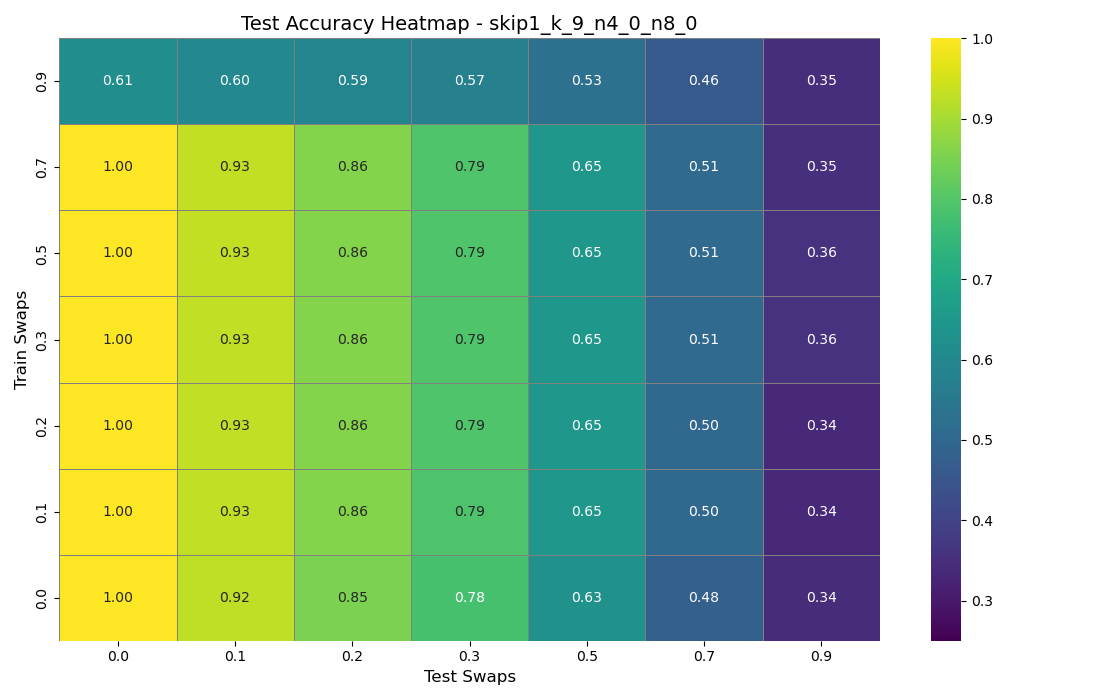 Test Accuracy Heatmap - skip1_k_9_n4_0_n8_0
Train Swaps
0.9 0.61 0.60 0.59 0.57 0.53 0.46 0.35
0.7 1.00 0.93 0.86 0.79 0.65 0.51 0.35
0.5 1.00 0.93 0.86 0.79 0.65 0.51 0.36
0.3 1.00 0.93 0.86 0.79 0.65 0.51 0.36
0.2 1.00 0.93 0.86 0.79 0.65 0.50 0.34
0.1 1.00 0.93 0.86 0.79 0.65 0.50 0.34
0.0 1.00 0.92 0.85 0.78 0.63 0.48 0.34
0.0 0.1 0.2 0.3 0.5 0.7 0.9
Test Swaps
1.0
0.9
0.8
0.7
0.6
0.5
0.4
0.3